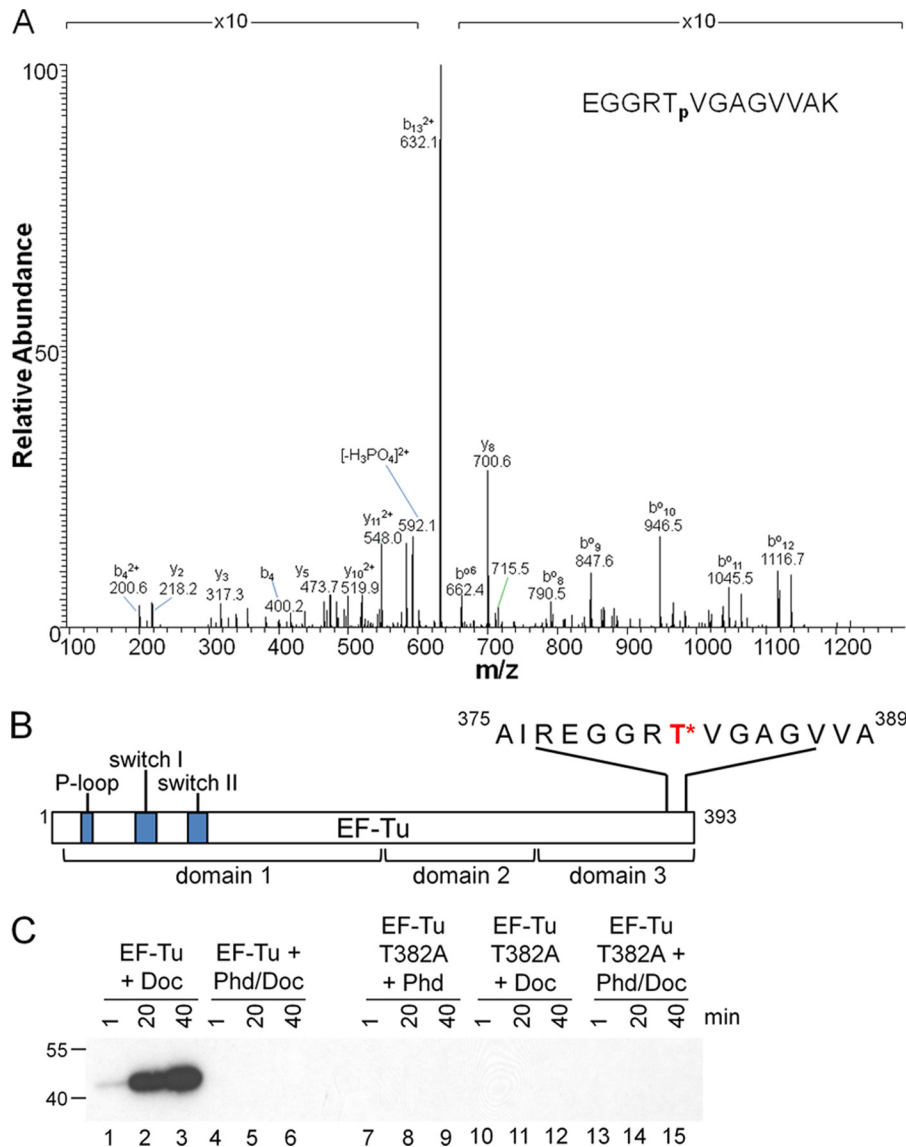 A
x10 x10
100
50
0
Relative Abundance
EGGRTpVGAGVVAK
b13 2+
632.1
[-H3PO4]2+
y8
700.6
y11 2+
548.0
592.1
bo10
946.5
bo9
847.6
bo12
1116.7
b4 2+
200.6
y2
218.2
y3
317.3
b4
400.2
y5
473.7
y10 2+
519.9
bo6
662.4
715.5
bo8
790.5
bo11
1045.5
100 200 300 400 500 600 700 800 900 1000 1100 1200
m/z
B
375 A I R E G G R T* V G A G V V A 389
switch I
P-loop switch II
1 EF-Tu 393
domain 1 domain 2 domain 3
C
EF-Tu + Doc
EF-Tu + Phd/Doc
EF-Tu T382A + Phd
EF-Tu T382A + Doc
EF-Tu T382A + Phd/Doc
1 20 40 1 20 40 1 20 40 1 20 40 1 20 40 min
55
40
1 2 3 4 5 6 7 8 9 10 11 12 13 14 15